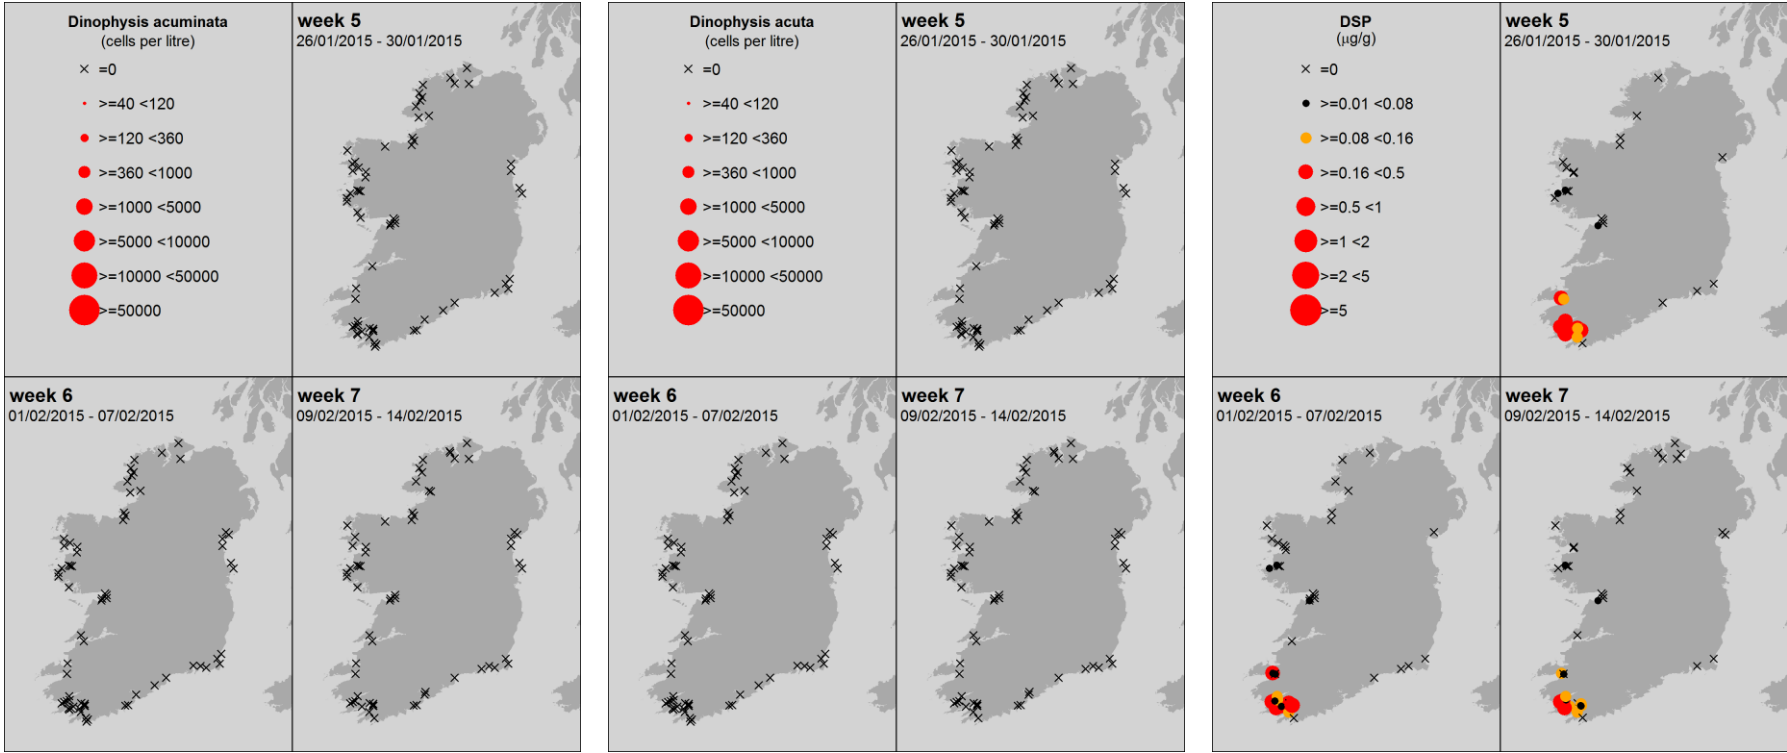 Dinophysis acuminata
(cells per litre)
=0
>=40 <120
>=120 <360
>=360 <1000
>=1000 <5000
>=5000 <10000
>=10000 <50000
>=50000
week 5
26/01/2015 - 30/01/2015
week 6
01/02/2015 - 07/02/2015
week 7
09/02/2015 - 14/02/2015
Dinophysis acuta
(cells per litre)
=0
>=40 <120
>=120 <360
>=360 <1000
>=1000 <5000
>=5000 <10000
>=10000 <50000
>=50000
week 5
26/01/2015 - 30/01/2015
week 6
01/02/2015 - 07/02/2015
week 7
09/02/2015 - 14/02/2015
DSP
(µg/g)
=0
>=0.01 <0.08
>=0.08 <0.16
>=0.16 <0.5
>=0.5 <1
>=1 <2
>=2 <5
>=5
week 5
26/01/2015 - 30/01/2015
week 6
01/02/2015 - 07/02/2015
week 7
09/02/2015 - 14/02/2015